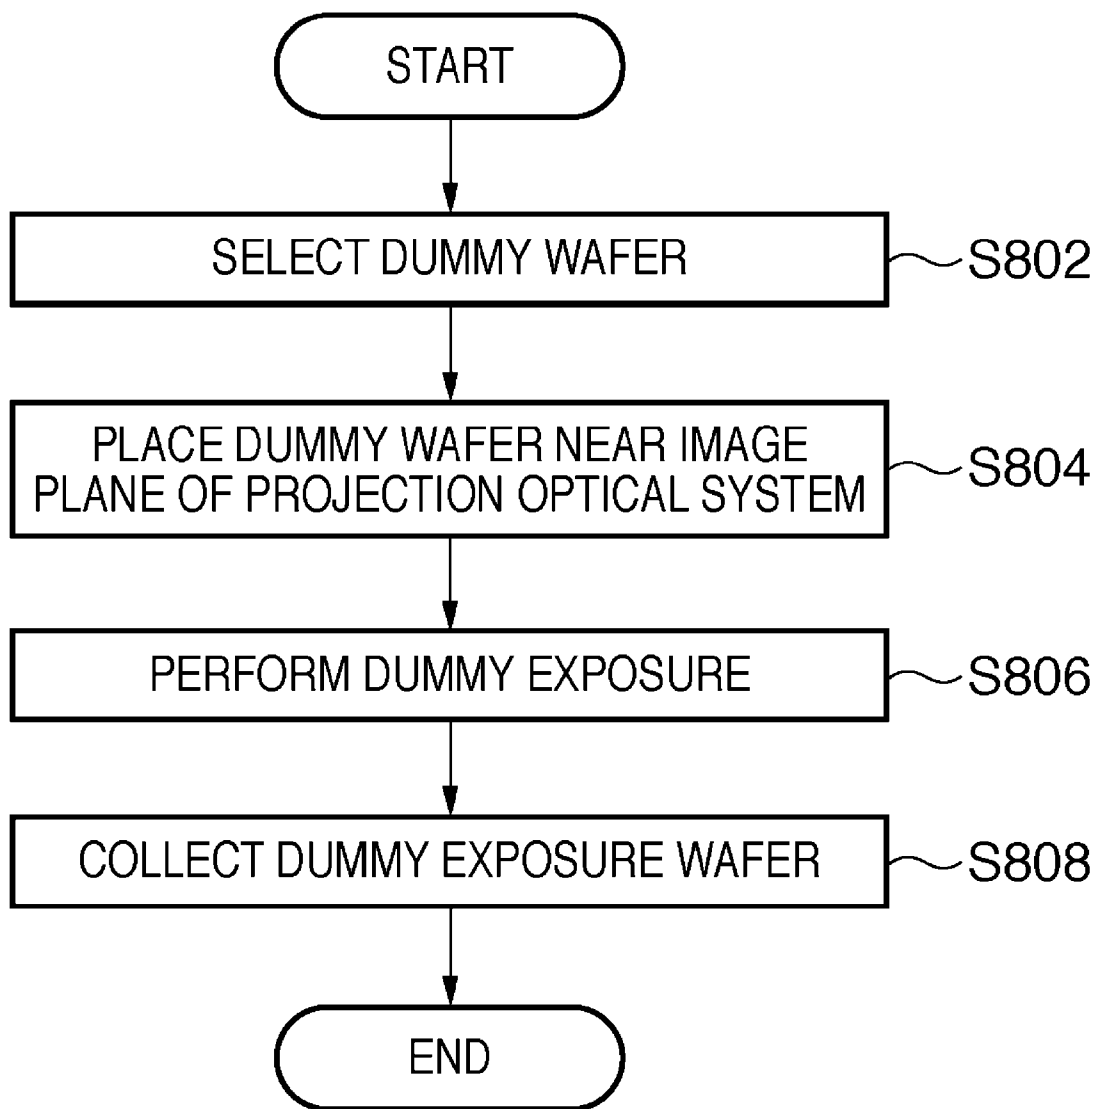 START
SELECT DUMMY WAFER
S802
PLACE DUMMY WAFER NEAR IMAGE
PLANE OF PROJECTION OPTICAL SYSTEM
S804
PERFORM DUMMY EXPOSURE
S806
COLLECT DUMMY EXPOSURE WAFER
S808
END